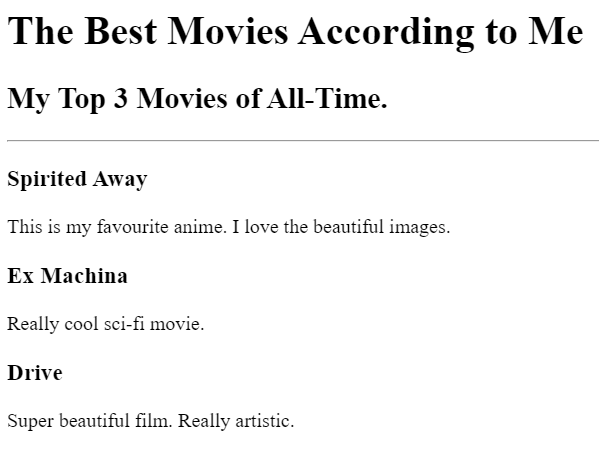 The Best Movies According to Me
My Top 3 Movies of All-Time.
Spirited Away
This is my favourite anime. I love the beautiful images.
Ex Machina
Really cool sci-fi movie.
Drive
Super beautiful film. Really artistic.